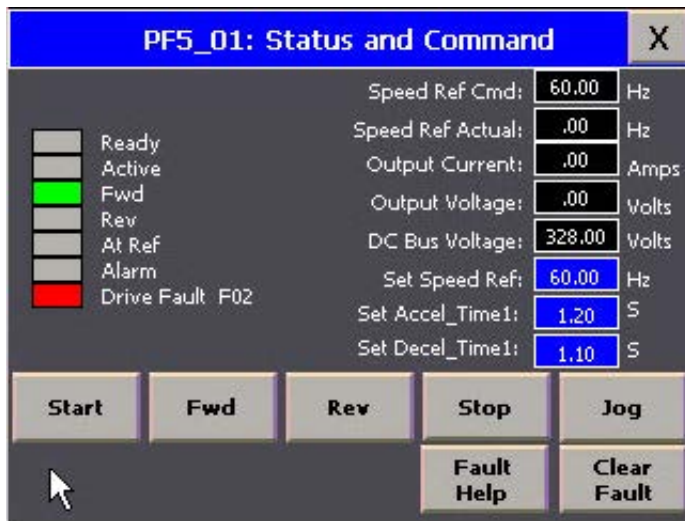 PF5_01: Status and Command X
Speed Ref Cmd: 60.00 Hz
Speed Ref Actual: .00 Hz
Output Current: .00 Amps
Output Voltage: .00 Volts
DC Bus Voltage: 328.00 Volts
Set Speed Ref: 60.00 Hz
Set Accel_Time1: 1.20 S
Set Decel_Time1: 1.10 S
Ready
Active
Fwd
Rev
At Ref
Alarm
Drive Fault F02
Start Fwd Rev Stop Jog
Fault Help
Clear Fault